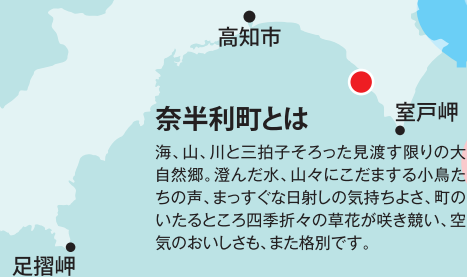 高知市
室戸岬
奈半利町とは
海、山、川と三拍子そろった見渡す限りの大
自然郷。澄んだ水、山々にこだまする小鳥た
ちの声、まっすぐな日射しの気持ちよさ、町の
いたるところ四季折々の草花が咲き競い、空
気のおいしさも、また格別です。
足摺岬